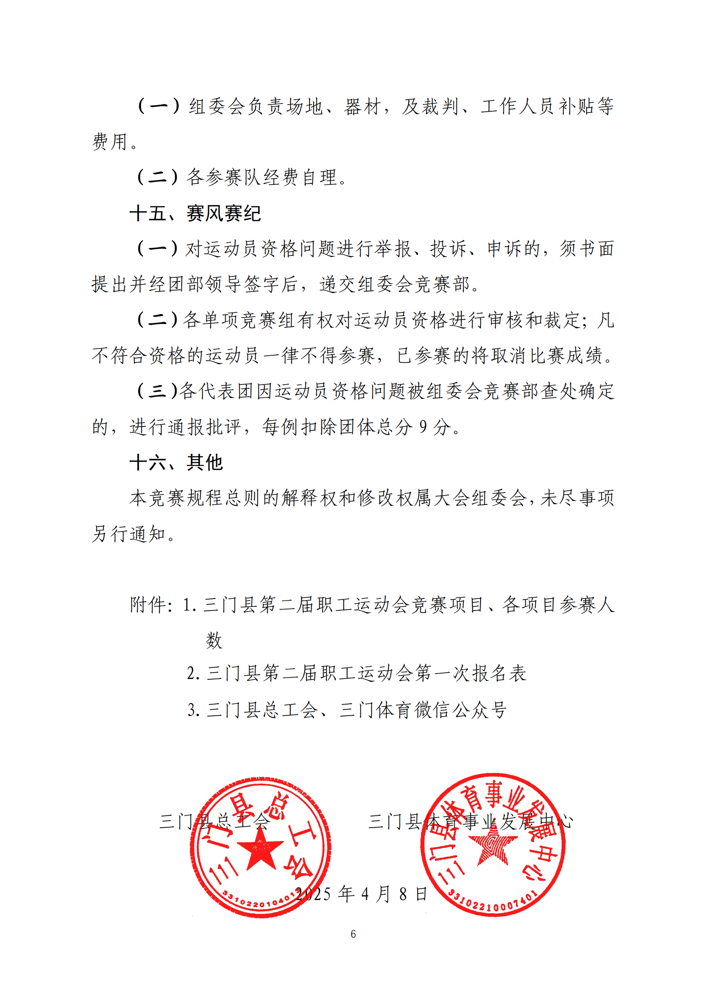 （一）组委会负责场地、器材，及裁判、工作人员补贴等
费用。
（二）各参赛队经费自理。
十五、赛风赛纪
（一）对运动员资格问题进行举报、投诉、申诉的，须书面
提出并经团部领导签字后，递交组委会竞赛部。
（二）各单项竞赛组有权对运动员资格进行审核和裁定；凡
不符合资格的运动员一律不得参赛，已参赛的将取消比赛成绩。
（三）各代表团因运动员资格问题被组委会竞赛部查处确定
的，进行通报批评，每例扣除团体总分 9 分。
十六、其他
本竞赛规程总则的解释权和修改权属大会组委会，未尽事项
另行通知。
附件：1. 三门县第二届职工运动会竞赛项目、各项目参赛人
数
2. 三门县第二届职工运动会第一次报名表
3. 三门县总工会、三门体育微信公众号
三门县总工会 三门县体育事业发展中心
三门县总工会
3310220104013
三门县体育事业发展中心
33102210007401
2025 年 4 月 8 日
6